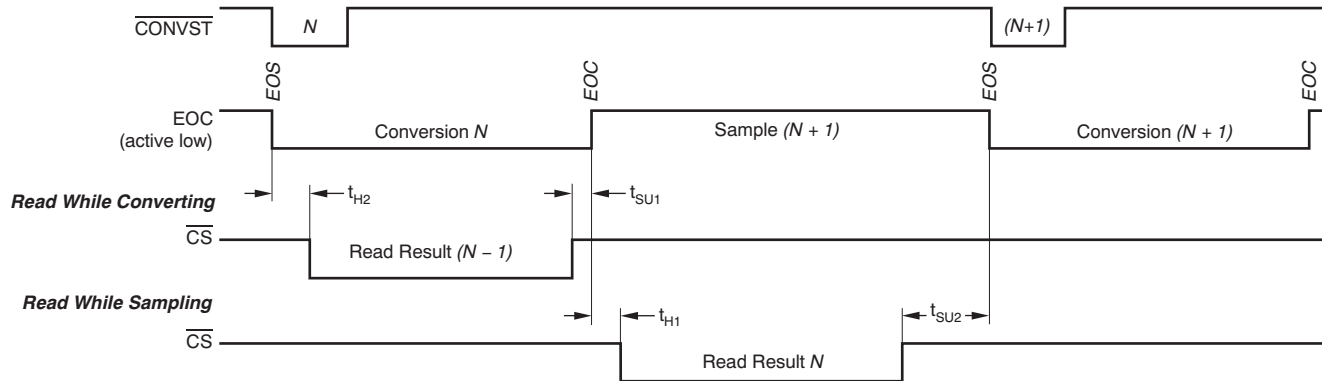 CONVST
N
(N+1)
EOS
EOC
EOS
EOC
EOC
(active low)
Conversion N
Sample (N + 1)
Conversion (N + 1)
tH2
tSU1
Read While Converting
CS
Read Result (N − 1)
Read While Sampling
tH1
tSU2
CS
Read Result N